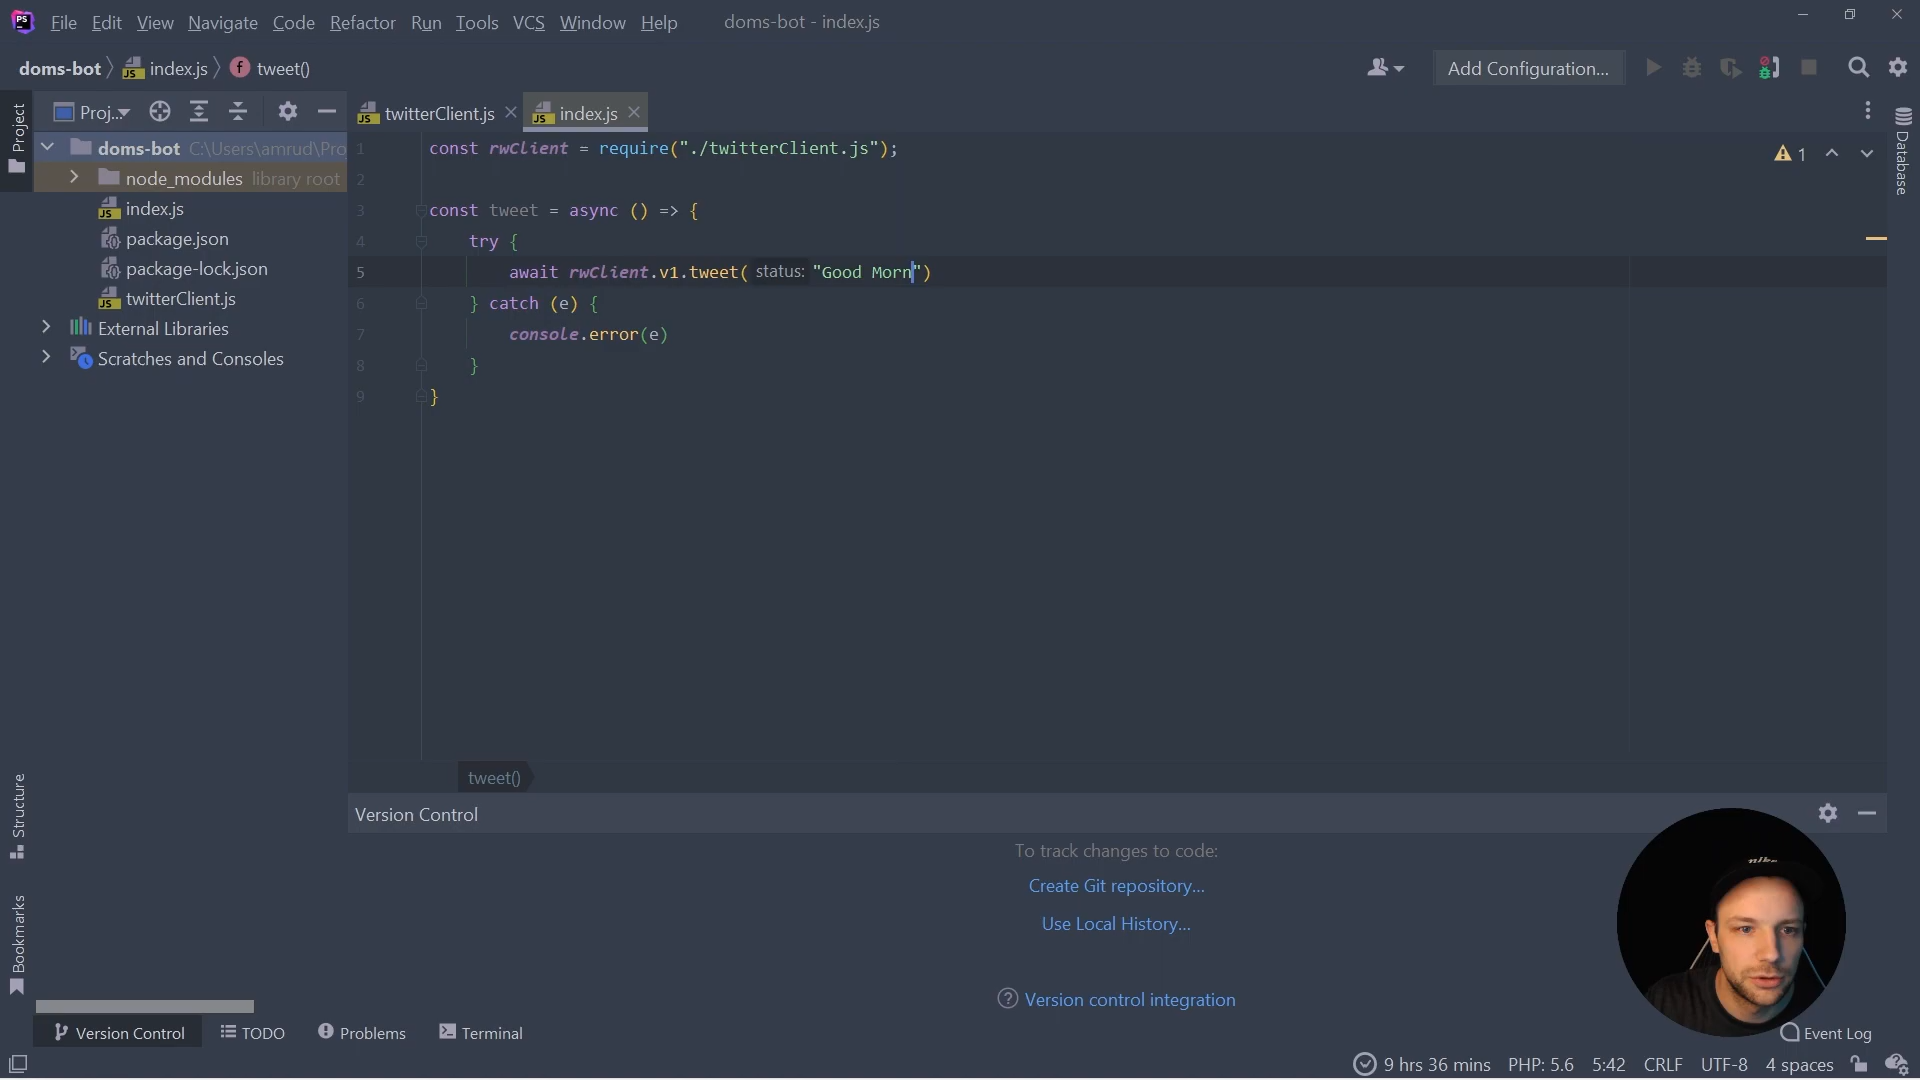 PS File Edit View Navigate Code Refactor Run Tools VCS Window Help doms-bot - index.js
doms-bot index.js f tweet() Add Configuration...
Project Proj... twitterClient.js index.js
doms-bot C:\Users\amrud\Pro
node_modules library root
index.js
package.json
package-lock.json
twitterClient.js
External Libraries
Scratches and Consoles
1 const rwClient = require("./twitterClient.js");
2
3 const tweet = async () => {
4 try {
5 await rwClient.v1.tweet( status: "Good Morn")
6 } catch (e) {
7 console.error(e)
8 }
9 }
1
Database
tweet()
Structure
Bookmarks
Version Control
To track changes to code:
Create Git repository...
Use Local History...
? Version control integration
nike
Version Control TODO Problems Terminal Event Log
9 hrs 36 mins PHP: 5.6 5:42 CRLF UTF-8 4 spaces